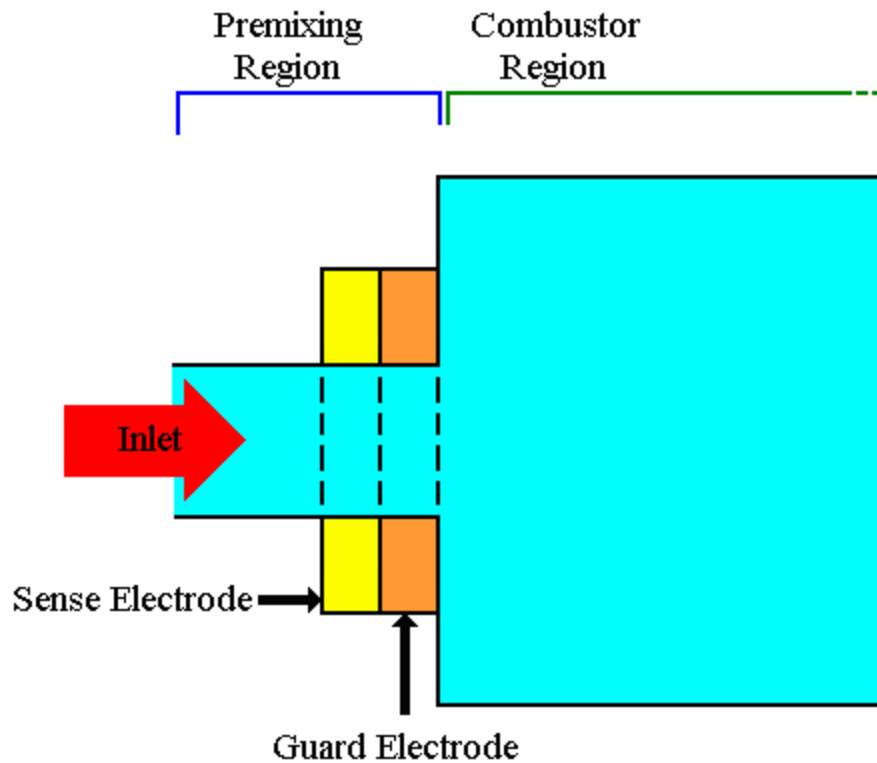 Premixing
Region
Combustor
Region
Inlet
Sense Electrode
Guard Electrode